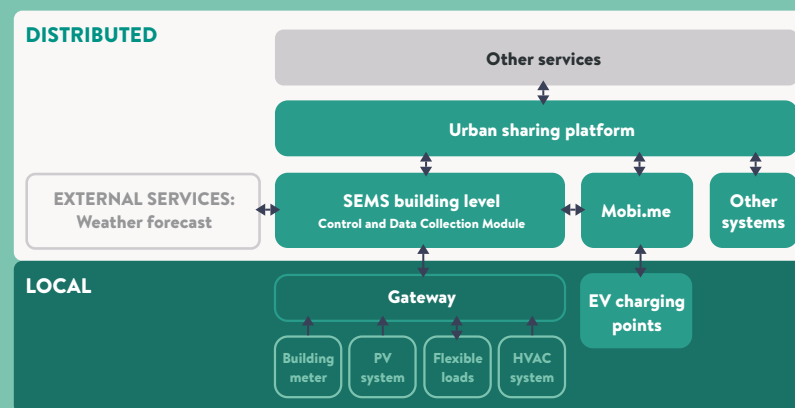 DISTRIBUTED
Other services
Urban sharing platform
EXTERNAL SERVICES:
Weather forecast
SEMS building level
Control and Data Collection Module
Mobi.me
Other
systems
LOCAL
Gateway
EV charging
points
Building
meter
PV
system
Flexible
loads
HVAC
system